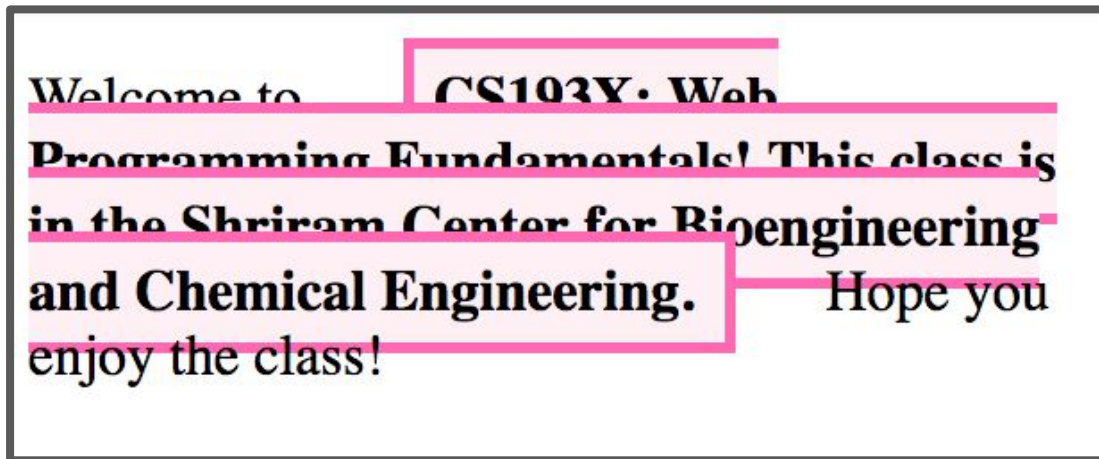 Welcome to CS193X: Web
Programming Fundamentals! This class is
in the Shriram Center for Bioengineering
and Chemical Engineering. Hope you
enjoy the class!